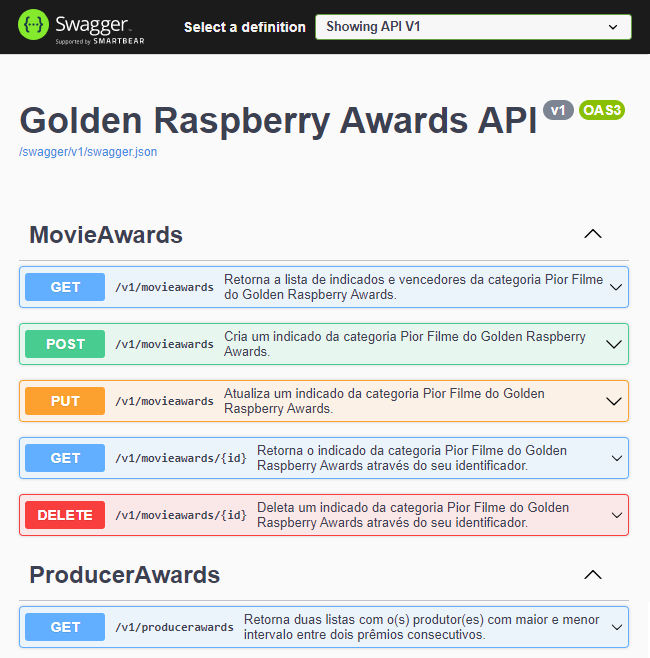 Swagger
Supported by SMARTBEAR
Select a definition
Showing API V1
Golden Raspberry Awards API v1 OAS3
/swagger/v1/swagger.json
MovieAwards
GET /v1/movieawards Retorna a lista de indicados e vencedores da categoria Pior Filme
do Golden Raspberry Awards.
POST /v1/movieawards Cria um indicado da categoria Pior Filme do Golden Raspberry
Awards.
PUT /v1/movieawards Atualiza um indicado da categoria Pior Filme do Golden
Raspberry Awards.
GET /v1/movieawards/{id} Retorna o indicado da categoria Pior Filme do Golden
Raspberry Awards através do seu identificador.
DELETE /v1/movieawards/{id} Deleta um indicado da categoria Pior Filme do Golden
Raspberry Awards através do seu identificador.
ProducerAwards
GET /v1/producerawards Retorna duas listas com o(s) produtor(es) com maior e menor
intervalo entre dois prêmios consecutivos.